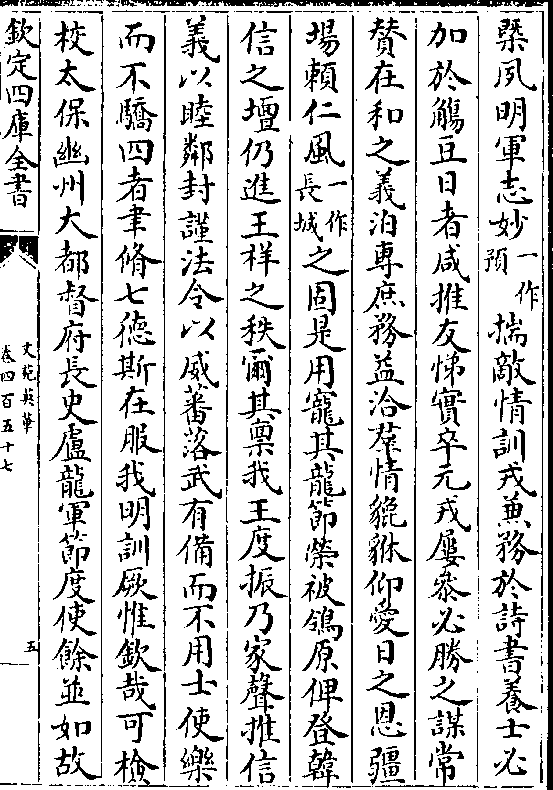 槩夙明軍志妙一作預揣敵情訓戎兼務於詩書養士必
加於觴豆日者咸推友悌實卒元戎屢叅必勝之謀常
賛在和之義洎專庶務益洽羣情貔貅仰愛日之恩疆
場頼仁風一作長城之固是用寵其龍節榮被鴒原俾登韓
信之壇仍進王祥之秩爾其禀我王度振乃家聲推信
義以睦鄰封謹法令以威蕃落武有備而不用士使樂
而不驕四者聿脩七德斯在服我明訓厥惟欽哉可檢
校太保幽州大都督府長史盧龍軍節度使餘並如故
欽定四庫全書
文苑英華
卷四百五十七
五